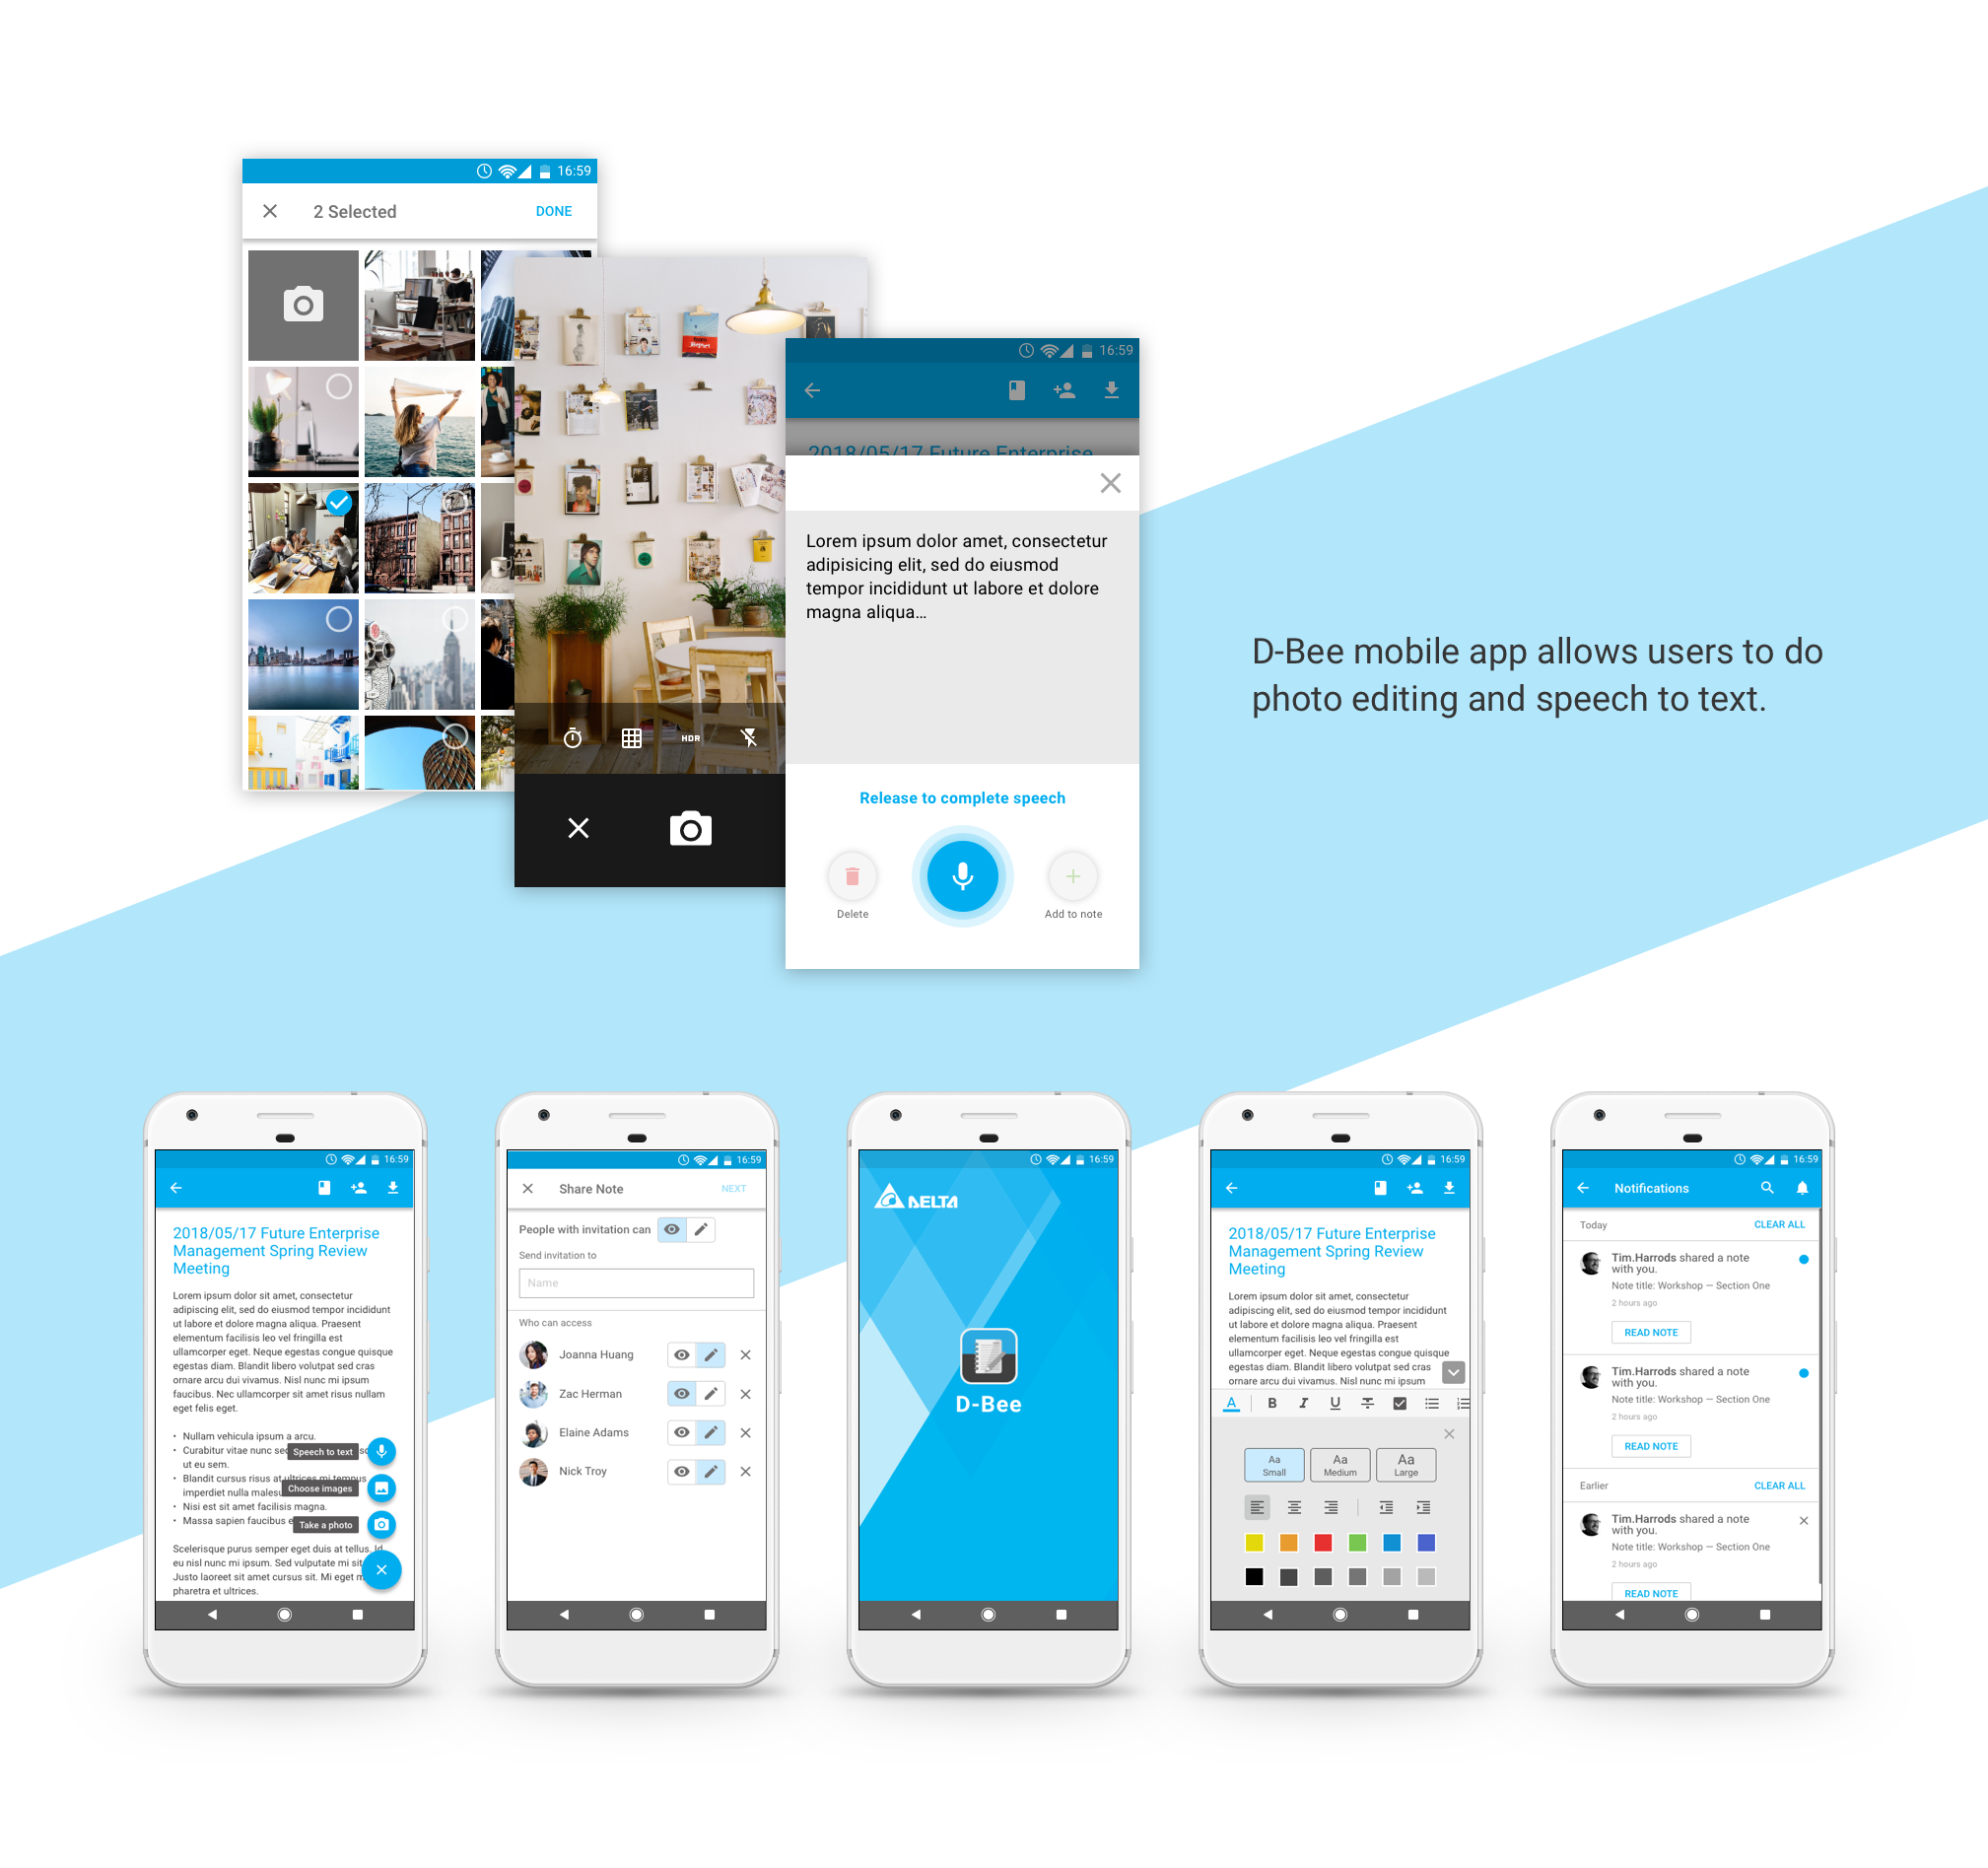 16:59
2 Selected
DONE
HDR
16:59
2018/05/17 Future Enterprise
Lorem ipsum dolor amet, consectetur
adipisicing elit, sed do eiusmod
tempor incididunt ut labore et dolore
magna aliqua...
Release to complete speech
Delete
Add to note
D-Bee mobile app allows users to do
photo editing and speech to text.
16:59
2018/05/17 Future Enterprise
Management Spring Review
Meeting
Lorem ipsum dolor sit amet, consectetur
adipiscing elit, sed do eiusmod tempor incididunt
ut labore et dolore magna aliqua. Praesent
elementum facilisis leo vel fringilla est
ullamcorper eget. Neque egestas congue quisque
egestas diam. Blandit libero volutpat sed cras
ornare arcu dui vivamus. Nisl nunc mi ipsum
faucibus. Nec ullamcorper sit amet risus nullam
eget felis eget.
• Nullam vehicula ipsum a arcu.
• Curabitur vitae nunc
ut eu sem.
• Blandit cursus risus at ultrices mi tempus
imperdiet nulla
• Nisi est sit amet facilisis magna.
• Massa sapien faucibus
Speech to text
Choose images
Take a photo
Scelerisque purus semper eget duis at tellus. Id
eu nisl nunc mi ipsum. Sed vulputate mi sit
Justo laoreet sit amet cursus sit. Mi eget
pharetra et ultrices.
16:59
Share Note
NEXT
People with invitation can
Send invitation to
Name
Who can access
Joanna Huang
Zac Herman
Elaine Adams
Nick Troy
16:59
DELTA
D-Bee
16:59
2018/05/17 Future Enterprise
Management Spring Review
Meeting
Lorem ipsum dolor sit amet, consectetur
adipiscing elit, sed do eiusmod tempor incididunt
ut labore et dolore magna aliqua. Praesent
elementum facilisis leo vel fringilla est
ullamcorper eget. Neque egestas congue quisque
egestas diam. Blandit libero volutpat sed cras
ornare arcu dui vivamus. Nisl nunc mi ipsum
A B I U T
Aa Aa Aa
Small Medium Large
16:59
Notifications
Today
CLEAR ALL
Tim.Harrods shared a note
with you.
Note title: Workshop — Section One
2 hours ago
READ NOTE
Tim.Harrods shared a note
with you.
Note title: Workshop — Section One
2 hours ago
READ NOTE
Earlier
CLEAR ALL
Tim.Harrods shared a note
with you.
Note title: Workshop — Section One
2 hours ago
READ NOTE